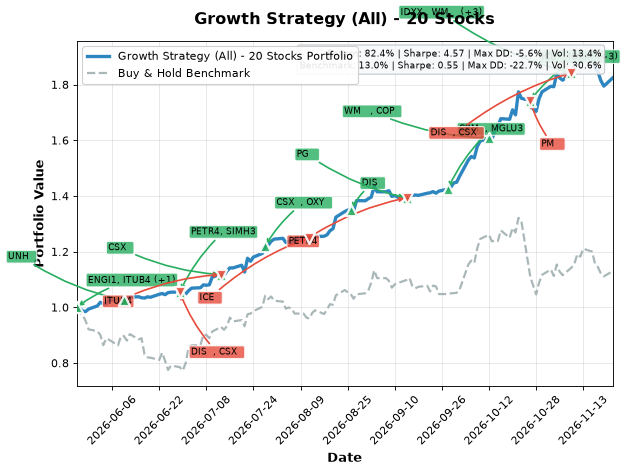 IDXX, WM (+3)
Growth Strategy (All) - 20 Stocks
Growth Strategy (All) - 20 Stocks Portfolio
Buy & Hold Benchmark
: 82.4% | Sharpe: 4.57 | Max DD: -5.6% | Vol: 13.4%
13.0% | Sharpe: 0.55 | Max DD: -22.7% | Vol: 30.6%
+3)
WM , COP
DIS , CSX
, MGLU3
PM
PG
DIS
CSX , OXY
PETR4, SIMH3
PETR4
CSX
UNH
ENGI1, ITUB4 (+1)
ITUB4
ICE
DIS , CSX
Portfolio Value
1.8
1.6
1.4
1.2
1.0
0.8
2026-06-06
2026-06-22
2026-07-08
2026-07-24
2026-08-09
2026-08-25
2026-09-10
2026-09-26
2026-10-12
2026-10-28
2026-11-13
Date